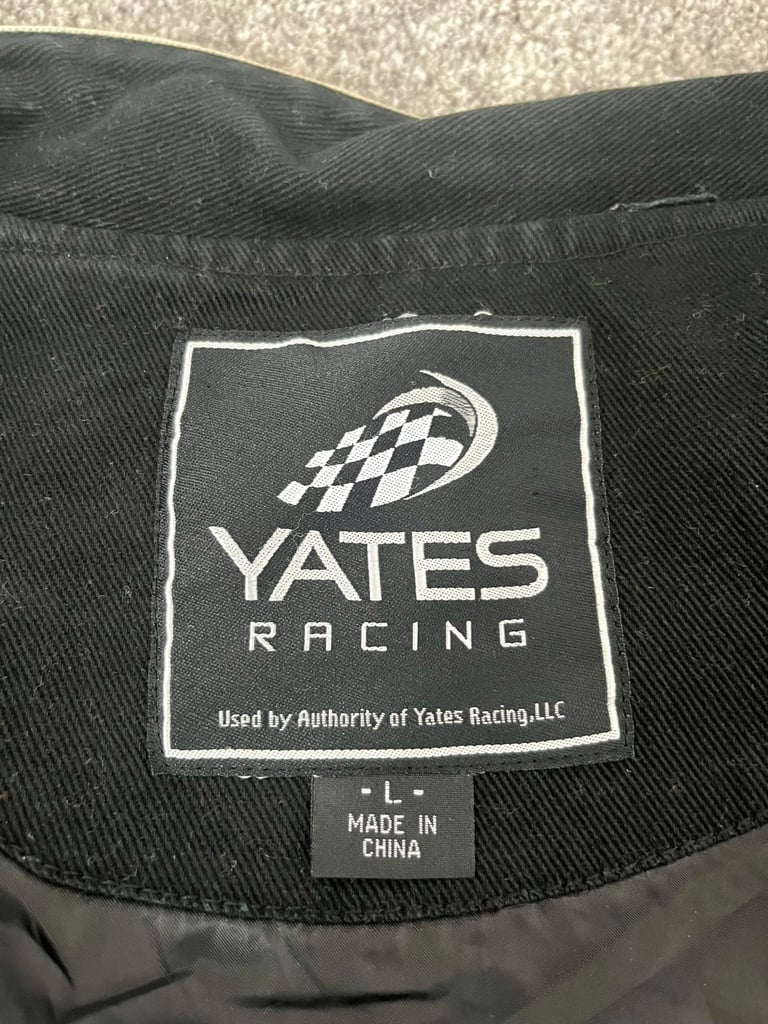 YATES
RACING
Used by Authority of Yates Racing,LLC
- L -
MADE IN
CHINA